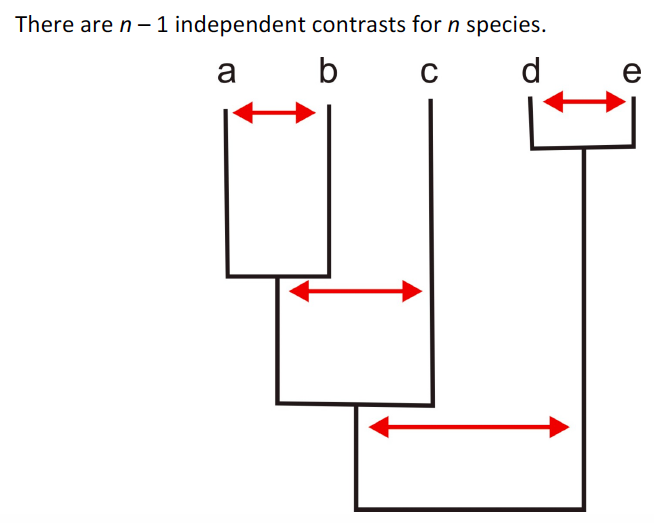 There are n – 1 independent contrasts for n species.
a b c d e